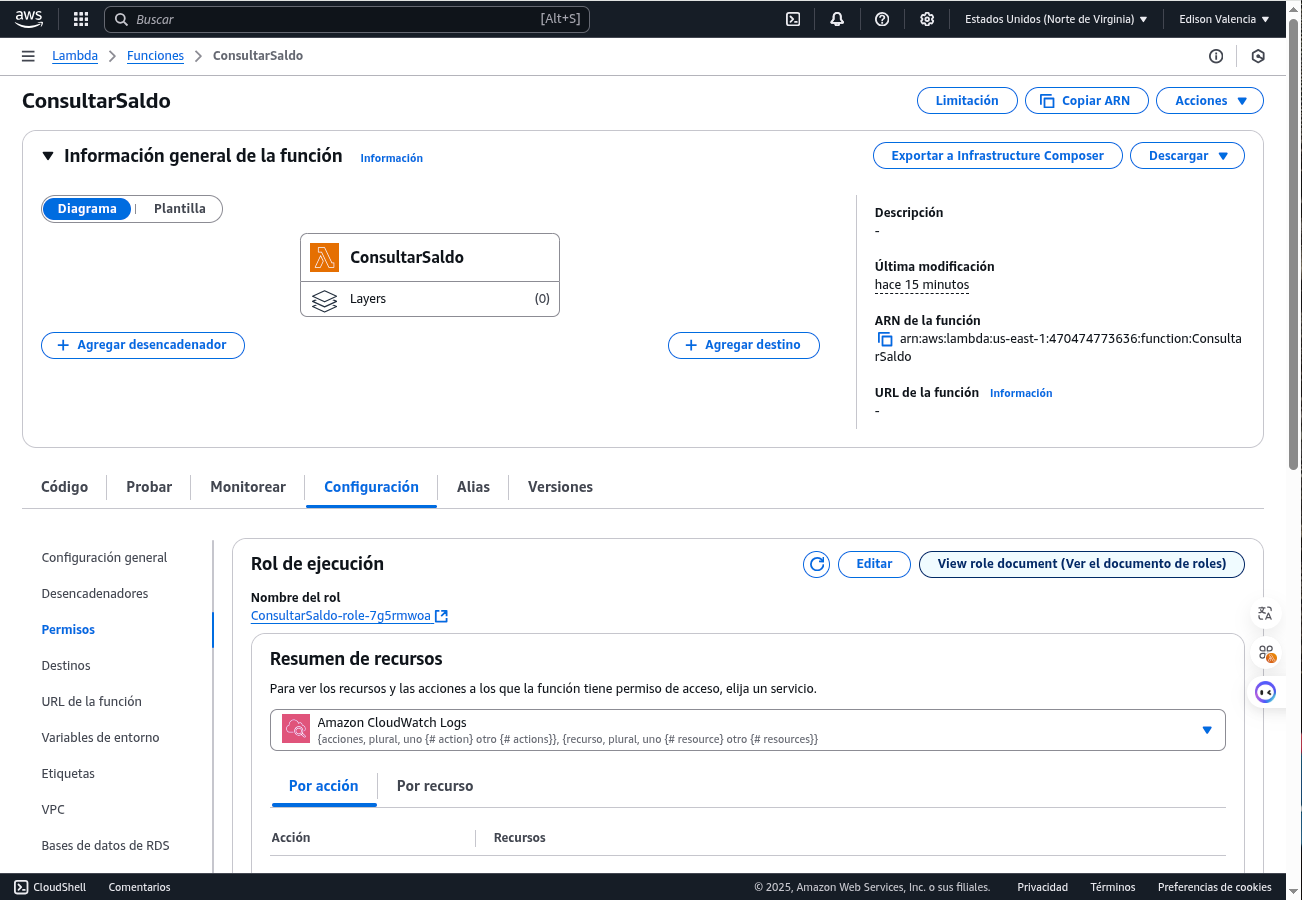 aws
Buscar
[Alt+S]
Estados Unidos (Norte de Virginia)
Edison Valencia
Lambda
Funciones
ConsultarSaldo
ConsultarSaldo
Limitación
Copiar ARN
Acciones
Información general de la función
Información
Exportar a Infrastructure Composer
Descargar
Diagrama
Plantilla
ConsultarSaldo
Layers
(0)
Agregar desencadenador
Agregar destino
Descripción
-
Última modificación
hace 15 minutos
ARN de la función
arn:aws:lambda:us-east-1:470474773636:function:Consulta
rSaldo
URL de la función
Información
-
Código
Probar
Monitorear
Configuración
Alias
Versiones
Configuración general
Desencadenadores
Permisos
Destinos
URL de la función
Variables de entorno
Etiquetas
VPC
Bases de datos de RDS
Rol de ejecución
Editar
View role document (Ver el documento de roles)
Nombre del rol
ConsultarSaldo-role-7g5rmwoa
Resumen de recursos
Para ver los recursos y las acciones a los que la función tiene permiso de acceso, elija un servicio.
Amazon CloudWatch Logs
{acciones, plural, uno {# action} otro {# actions}}, {recurso, plural, uno {# resource} otro {# resources}}
Por acción
Por recurso
Acción
Recursos
CloudShell
Comentarios
© 2025, Amazon Web Services, Inc. o sus filiales.
Privacidad
Términos
Preferencias de cookies